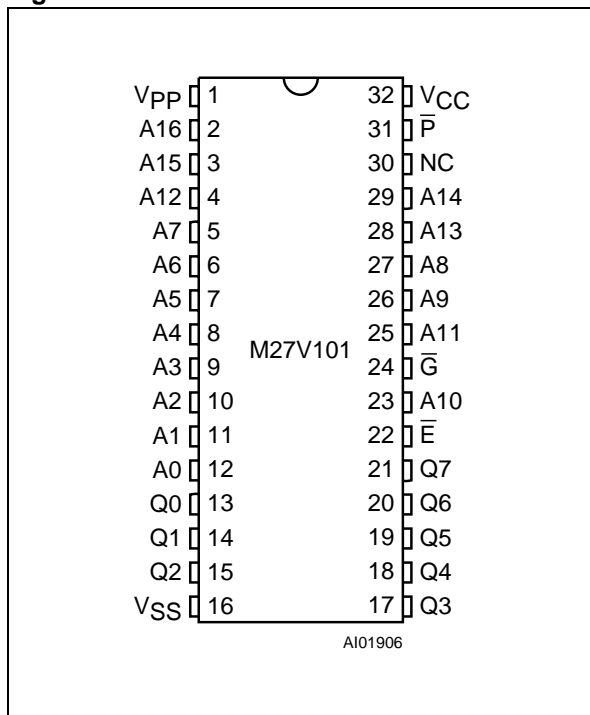 VPP 1 32 VCC
A16 2 31 P̅
A15 3 30 NC
A12 4 29 A14
A7 5 28 A13
A6 6 27 A8
A5 7 26 A9
A4 8 25 A11
M27V101
A3 9 24 G̅
A2 10 23 A10
A1 11 22 E̅
A0 12 21 Q7
Q0 13 20 Q6
Q1 14 19 Q5
Q2 15 18 Q4
VSS 16 17 Q3
AI01906